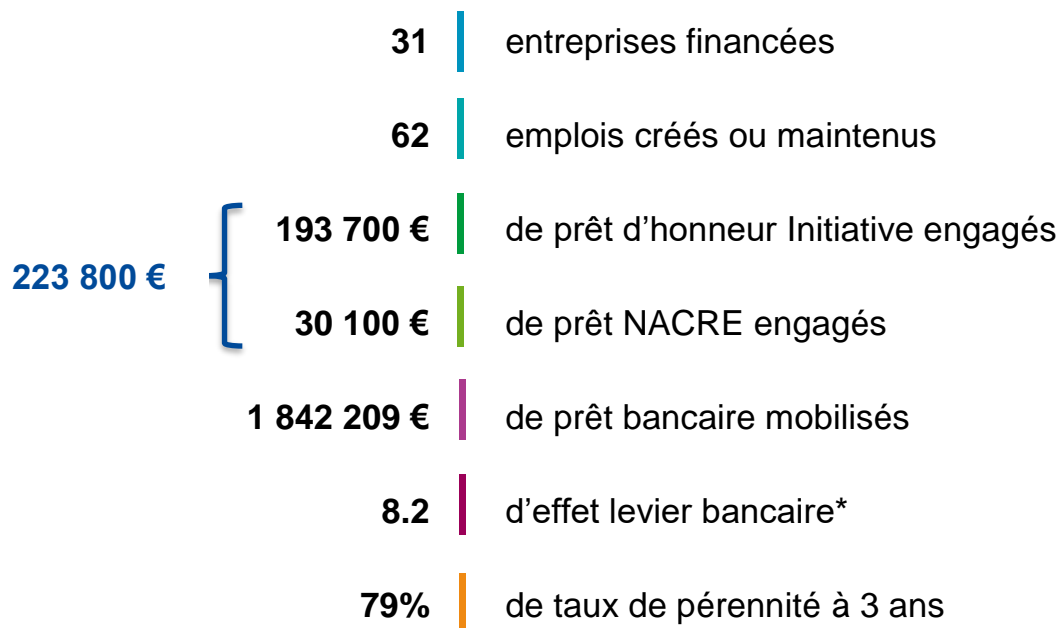 31 entreprises financées
62 emplois créés ou maintenus
193 700 € de prêt d’honneur Initiative engagés
223 800 €
30 100 € de prêt NACRE engagés
1 842 209 € de prêt bancaire mobilisés
8.2 d’effet levier bancaire*
79% de taux de pérennité à 3 ans